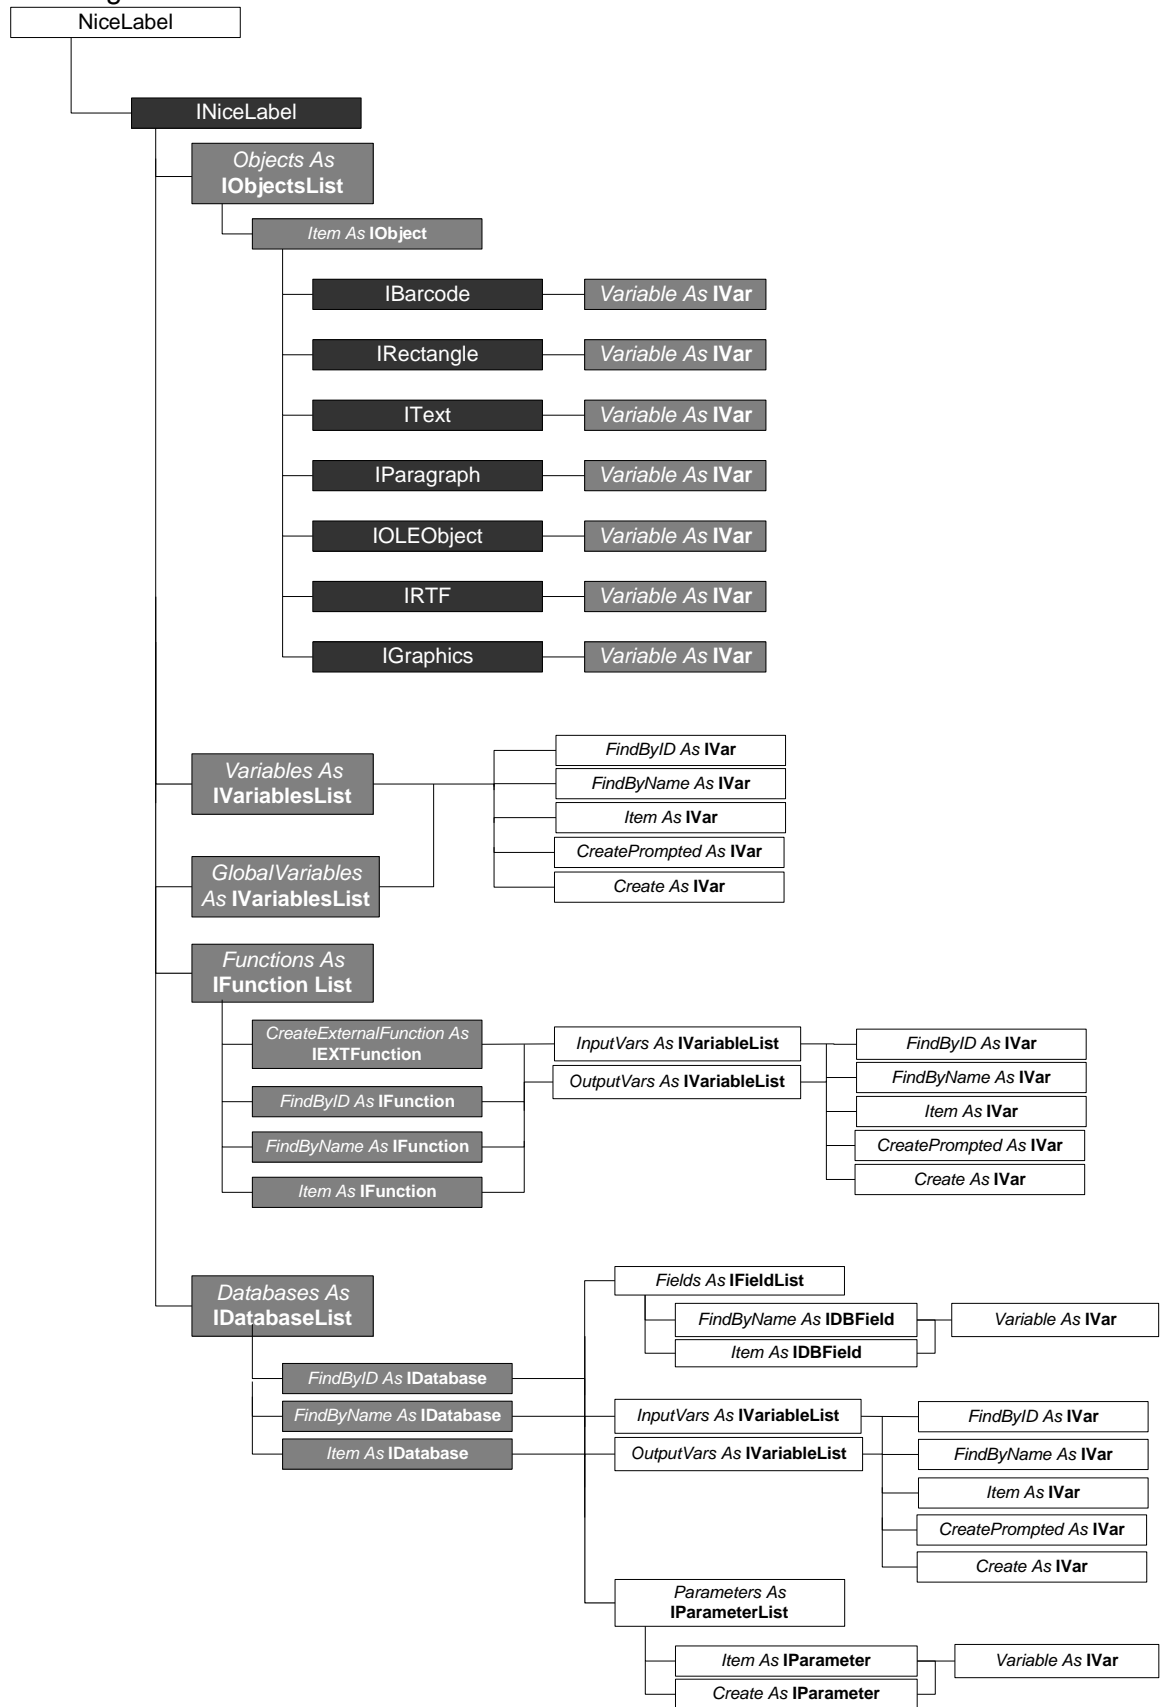 NiceLabel
INiceLabel
Objects As
IObjectsList
Item As IObject
IBarcode
Variable As IVar
IRectangle
Variable As IVar
IText
Variable As IVar
IParagraph
Variable As IVar
IOLEObject
Variable As IVar
IRTF
Variable As IVar
IGraphics
Variable As IVar
Variables As
IVariablesList
FindByID As IVar
FindByName As IVar
Item As IVar
CreatePrompted As IVar
Create As IVar
GlobalVariables
As IVariablesList
Functions As
IFunction List
CreateExternalFunction As
IEXTFunction
FindByID As IFunction
FindByName As IFunction
Item As IFunction
InputVars As IVariableList
OutputVars As IVariableList
FindByID As IVar
FindByName As IVar
Item As IVar
CreatePrompted As IVar
Create As IVar
Databases As
IDatabaseList
FindByID As IDatabase
FindByName As IDatabase
Item As IDatabase
Fields As IFieldList
FindByName As IDBField
Item As IDBField
Variable As IVar
InputVars As IVariableList
OutputVars As IVariableList
FindByID As IVar
FindByName As IVar
Item As IVar
CreatePrompted As IVar
Create As IVar
Parameters As
IParameterList
Item As IParameter
Create As IParameter
Variable As IVar